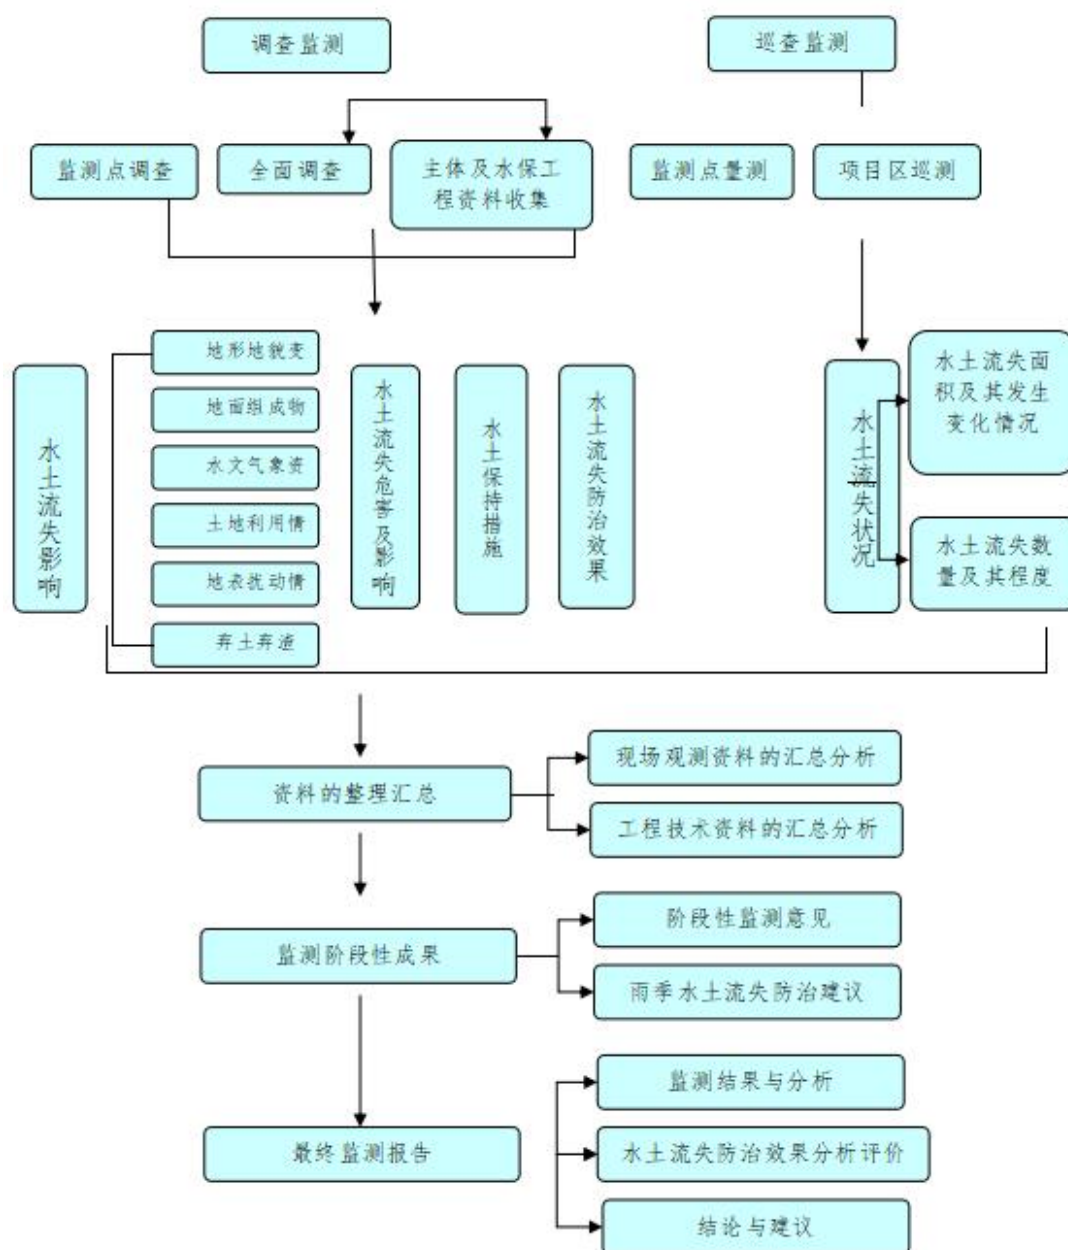 调查监测
巡查监测
监测点调查
全面调查
主体及水保工
程资料收集
监测点量测
项目区巡测
水土流失影响
地形地貌变
地面组成物
水文气象资
土地利用情
地表扰动情
弃土弃渣
水土流失危害及影响
水土保持措施
水土流失防治效果
水土流失状况
水土流失面
积及其发生
变化情况
水土流失数
量及其程度
资料的整理汇总
现场观测资料的汇总分析
工程技术资料的汇总分析
监测阶段性成果
阶段性监测意见
雨季水土流失防治建议
最终监测报告
监测结果与分析
水土流失防治效果分析评价
结论与建议